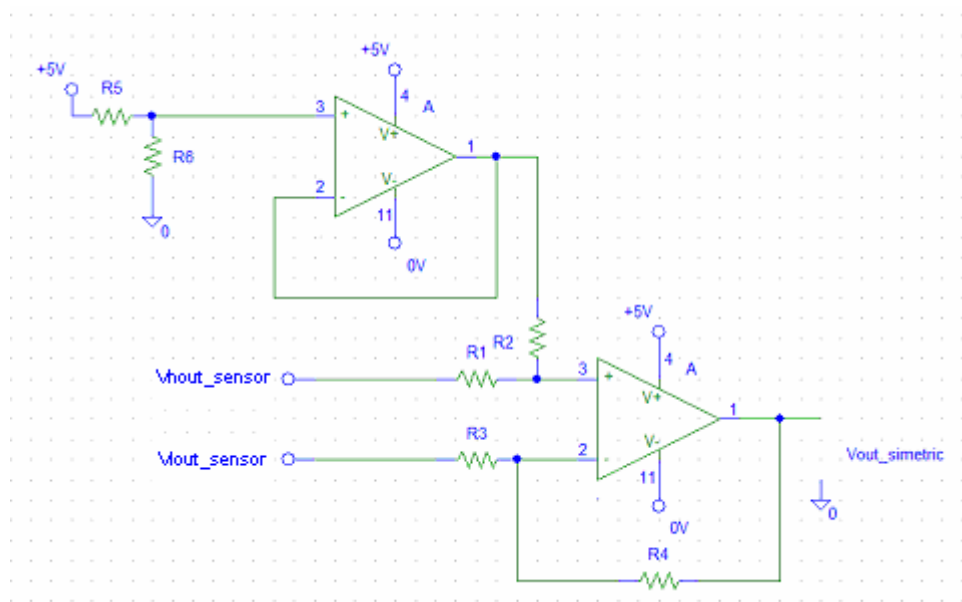 +5V
+5V
R5
4
A
3
+
V+
1
R6
V-
2
-
11
0
0V
+5V
R2
R1
4
A
Vhout_sensor
3
+
V+
1
R3
V-
Vlout_sensor
2
-
11
Vout_simetric
0
0V
R4